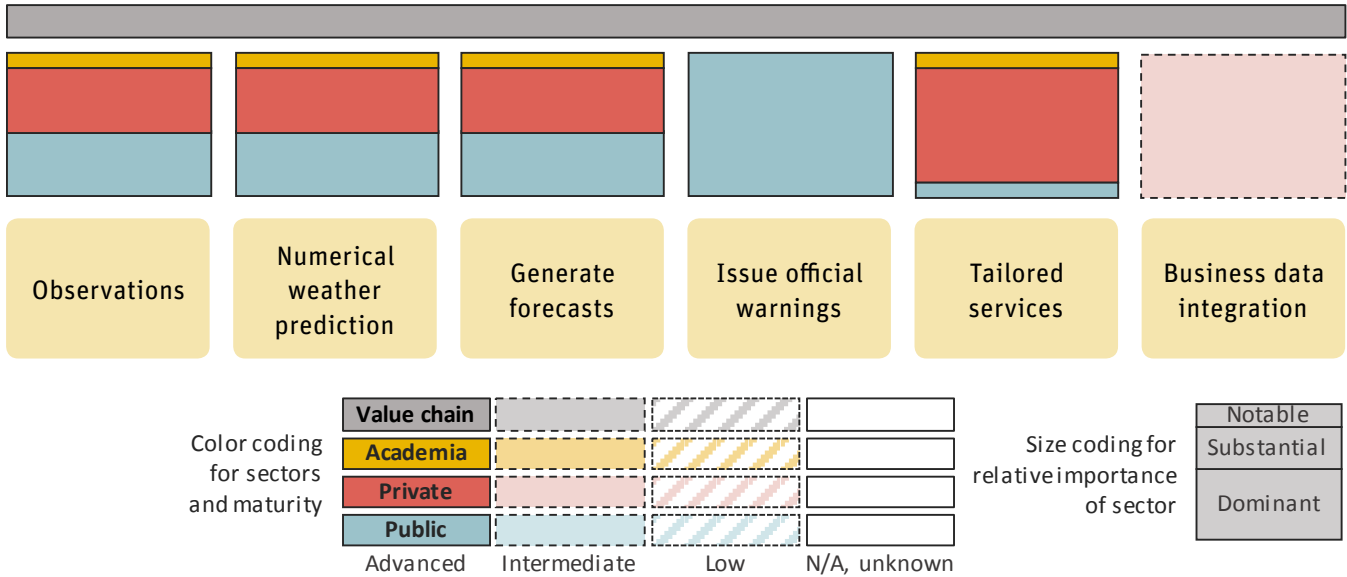 Observations
Numerical
weather
prediction
Generate
forecasts
Issue official
warnings
Tailored
services
Business data
integration
Color coding
for sectors
and maturity
Value chain
Academia
Private
Public
Advanced
Intermediate
Low
N/A, unknown
Size coding for
relative importance
of sector
Notable
Substantial
Dominant